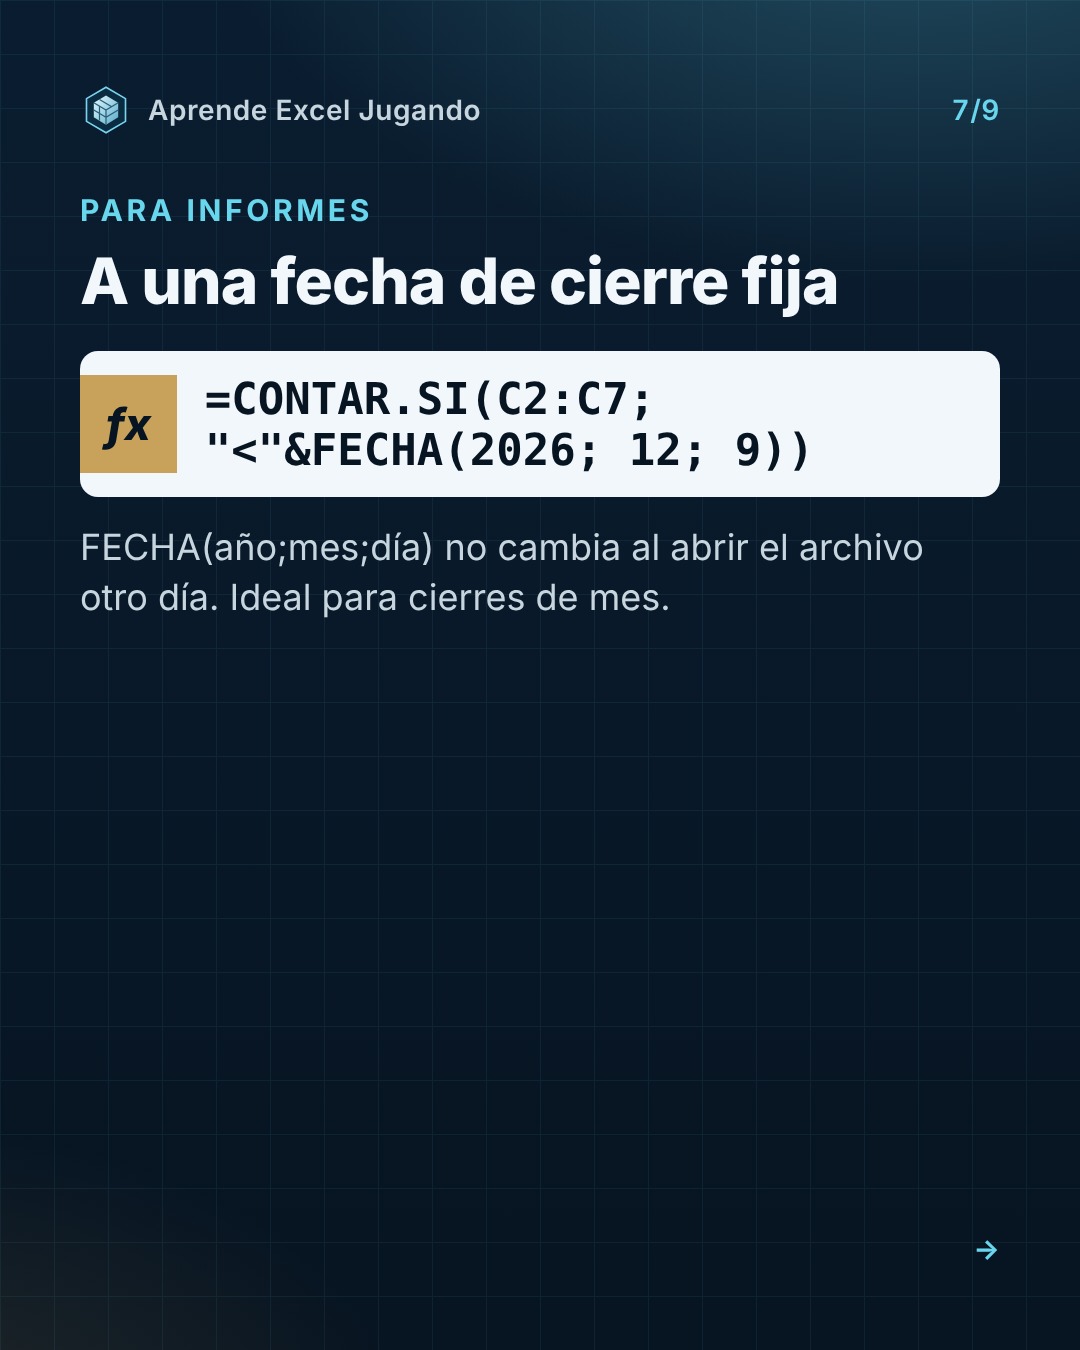 Aprende Excel Jugando
7/9
PARA INFORMES
A una fecha de cierre fija
fx
=CONTAR.SI(C2:C7;
"<"&FECHA(2026; 12; 9))
FECHA(año;mes;día) no cambia al abrir el archivo
otro día. Ideal para cierres de mes.
→